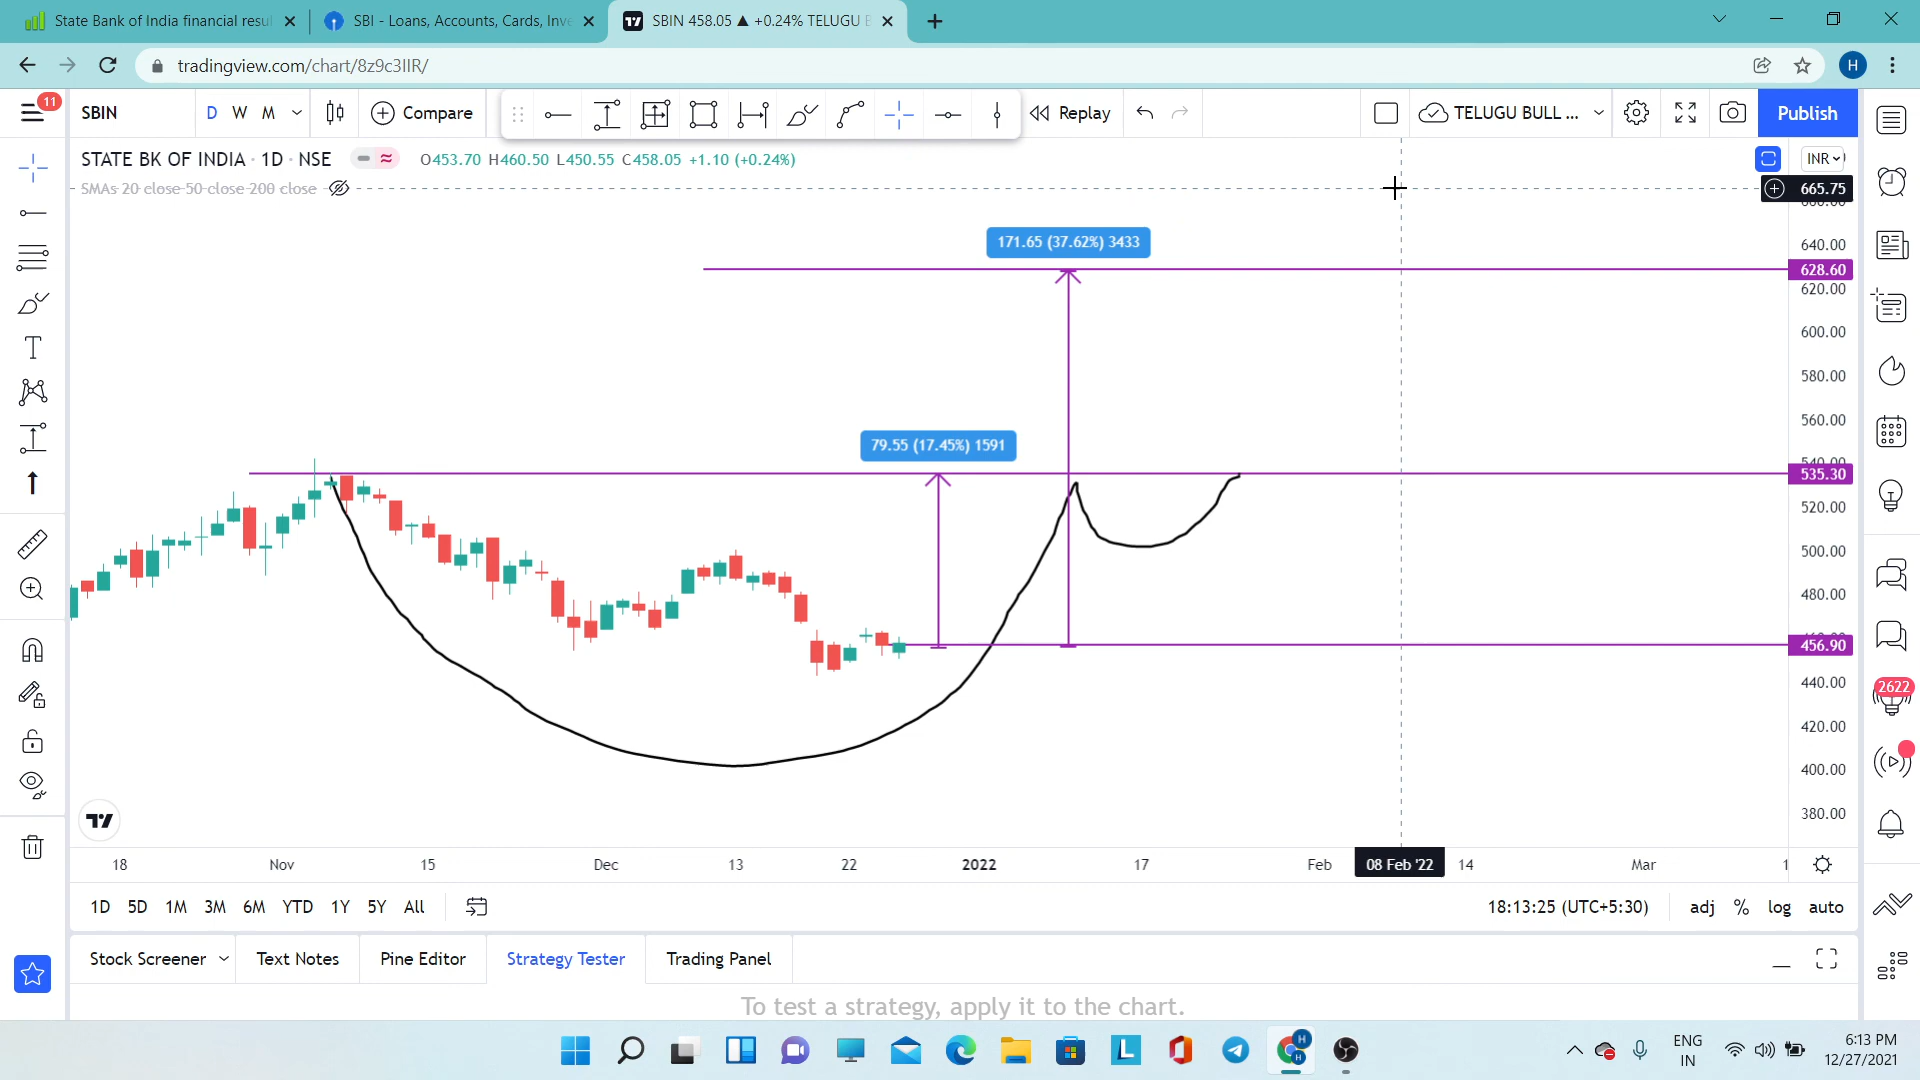 State Bank of India financial resul
SBI - Loans, Accounts, Cards, Inve
SBIN 458.05 ▲ +0.24% TELUGU B
tradingview.com/chart/8z9c3IIR/
H
11
SBIN
D W M
Compare
Replay
TELUGU BULL ...
Publish
STATE BK OF INDIA · 1D · NSE
O453.70 H460.50 L450.55 C458.05 +1.10 (+0.24%)
INR
SMAs 20 close 50 close 200 close
665.75
171.65 (37.62%) 3433
640.00
628.60
620.00
600.00
580.00
560.00
79.55 (17.45%) 1591
535.30
520.00
500.00
480.00
456.90
440.00
2622
420.00
400.00
380.00
18 Nov 15 Dec 13 22 2022 17 Feb 08 Feb '22 14 Mar 1
1D 5D 1M 3M 6M YTD 1Y 5Y All
18:13:25 (UTC+5:30) adj % log auto
Stock Screener Text Notes Pine Editor Strategy Tester Trading Panel
To test a strategy, apply it to the chart.
ENG
IN
6:13 PM
12/27/2021